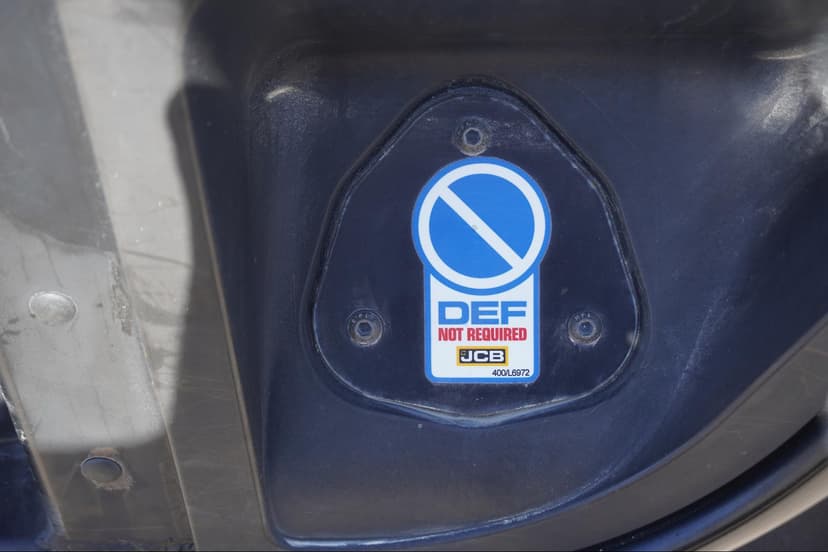 DEF
NOT REQUIRED
JCB
400/L6972